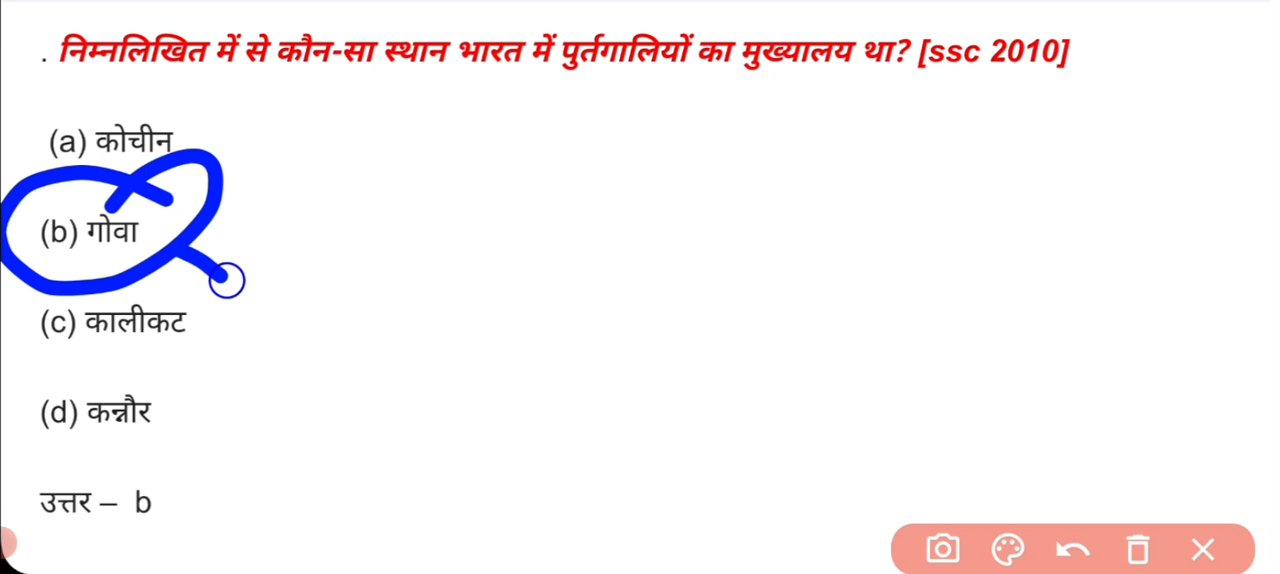 . निम्नलिखित में से कौन-सा स्थान भारत में पुर्तगालियों का मुख्यालय था? [ssc 2010]
(a) कोचीन
(b) गोवा
(c) कालीकट
(d) कन्नौर
उत्तर – b